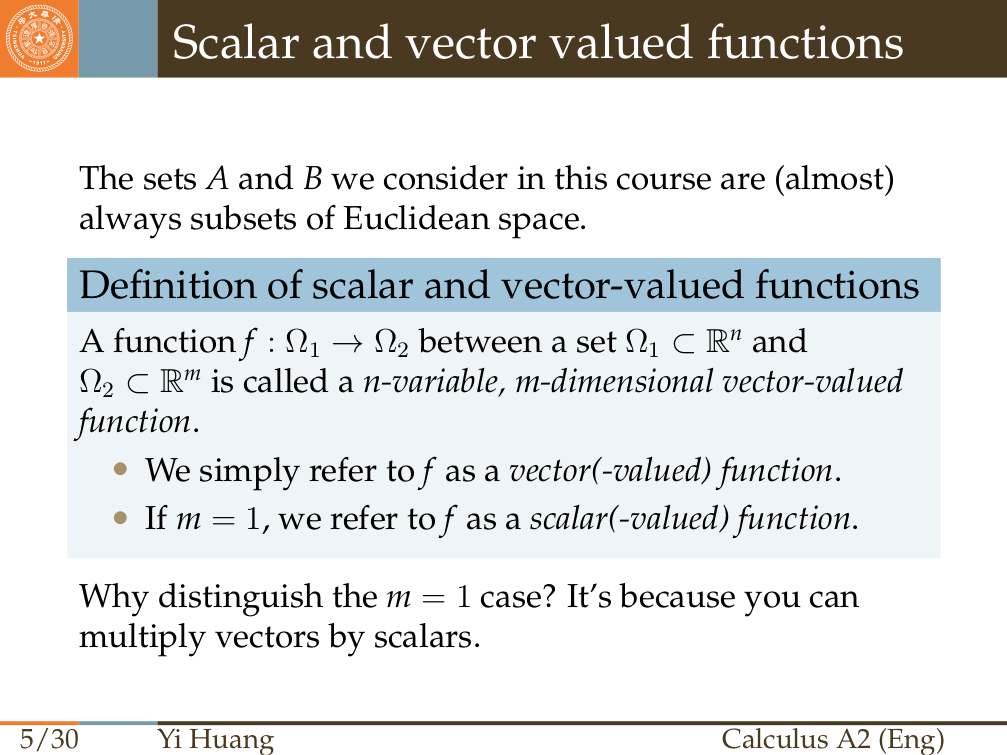 Scalar and vector valued functions
The sets A and B we consider in this course are (almost)
always subsets of Euclidean space.
Definition of scalar and vector-valued functions
A function f : Ω₁ → Ω₂ between a set Ω₁ ⊂ ℝⁿ and
Ω₂ ⊂ ℝᵐ is called a n-variable, m-dimensional vector-valued
function.
• We simply refer to f as a vector(-valued) function.
• If m = 1, we refer to f as a scalar(-valued) function.
Why distinguish the m = 1 case? It’s because you can
multiply vectors by scalars.
5/30 Yi Huang Calculus A2 (Eng)